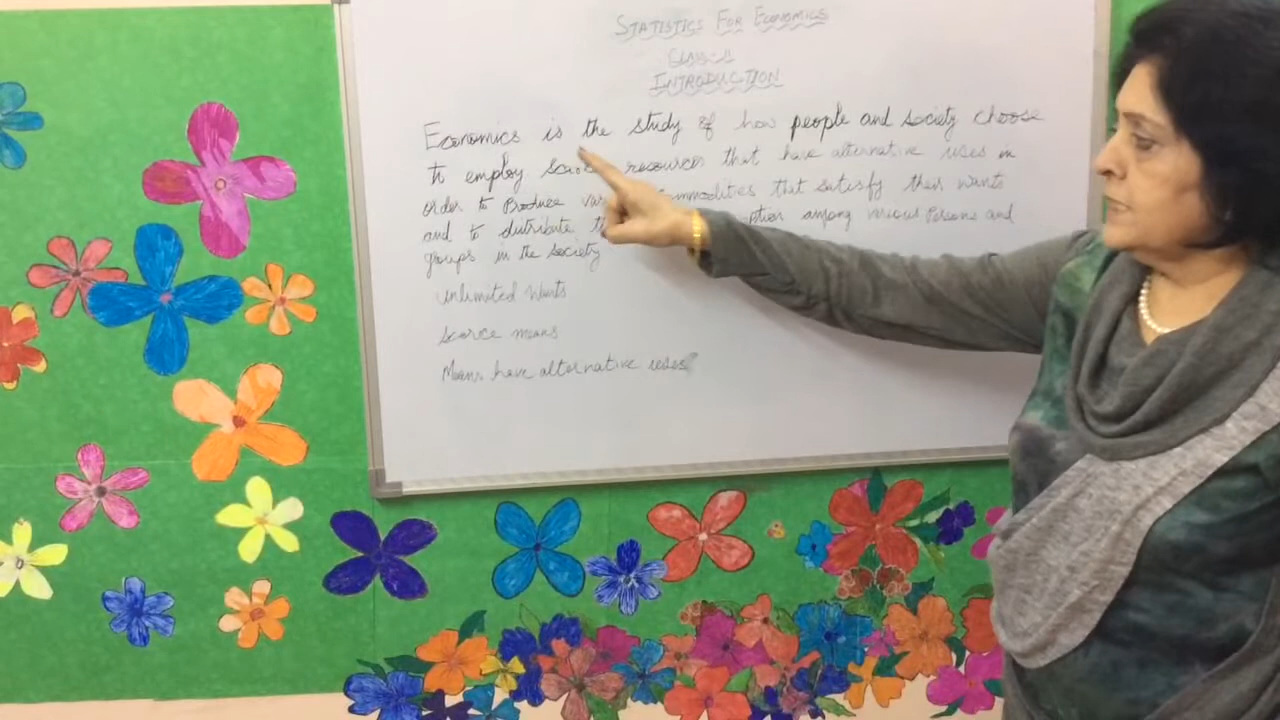 STATISTICS FOR ECONOMICS
INTRODUCTION
Economics is the study of how people and society choose
to employ resources that have alternative uses in
order to Produce commodities that satisfy their wants
and to distribute among various Persons and
groups in the society
Unlimited Wants
Scarce means
Means have alternative uses